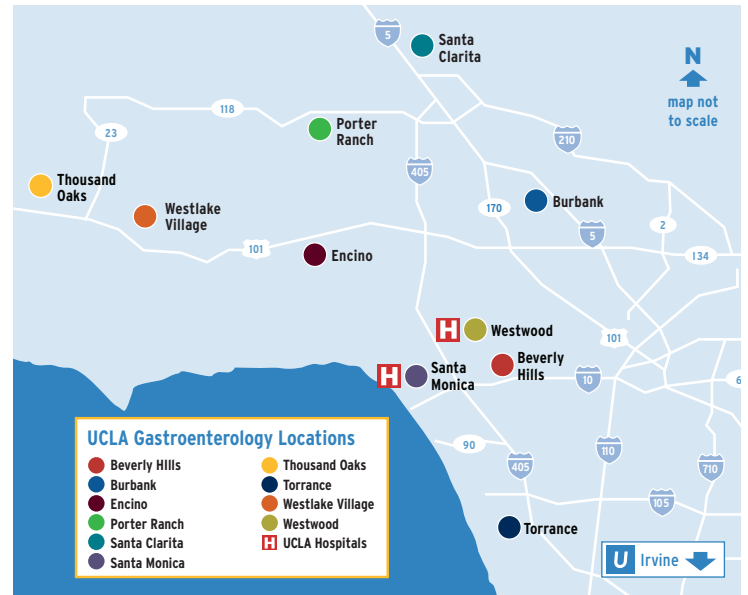 5
Santa
Clarita
N
map not
to scale
118
23
Porter
Ranch
210
405
Thousand
Oaks
Westlake
Village
170
Burbank
2
5
101
Encino
134
H
Westwood
101
Beverly
Hills
H
Santa
Monica
10
6
UCLA Gastroenterology Locations
Beverly HIlls
Burbank
Encino
Porter Ranch
Santa Clarita
Santa Monica
Thousand Oaks
Torrance
Westlake Village
Westwood
H UCLA Hospitals
90
405
110
710
105
Torrance
U Irvine